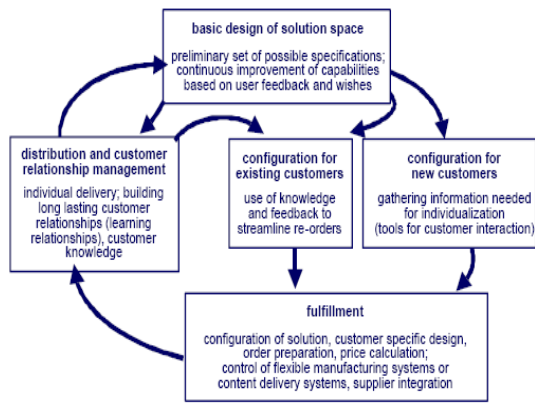 basic design of solution space
preliminary set of possible specifications;
continuous improvement of capabilities
based on user feedback and wishes
distribution and customer
relationship management
individual delivery; building
long lasting customer
relationships (learning
relationships), customer
knowledge
configuration for
existing customers
use of knowledge
and feedback to
streamline re-orders
configuration for
new customers
gathering information needed
for individualization
(tools for customer interaction)
fulfillment
configuration of solution, customer specific design,
order preparation, price calculation;
control of flexible manufacturing systems or
content delivery systems, supplier integration